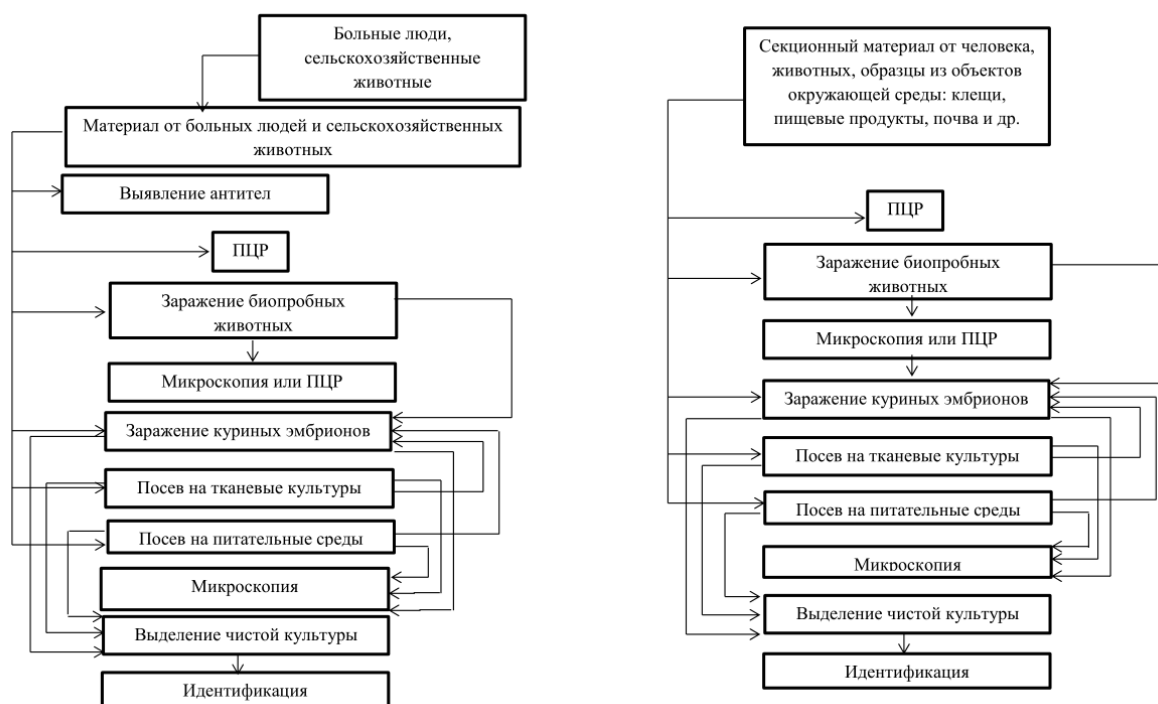 Больные люди,
сельскохозяйственные
животные
Материал от больных людей и сельскохозяйственных
животных
Выявление антител
ПЦР
Заражение биопробных
животных
Микроскопия или ПЦР
Заражение куриных эмбрионов
Посев на тканевые культуры
Посев на питательные среды
Микроскопия
Выделение чистой культуры
Идентификация
Секционный материал от человека,
животных, образцы из объектов
окружающей среды: клещи,
пищевые продукты, почва и др.
ПЦР
Заражение биопробных
животных
Микроскопия или ПЦР
Заражение куриных эмбрионов
Посев на тканевые культуры
Посев на питательные среды
Микроскопия
Выделение чистой культуры
Идентификация